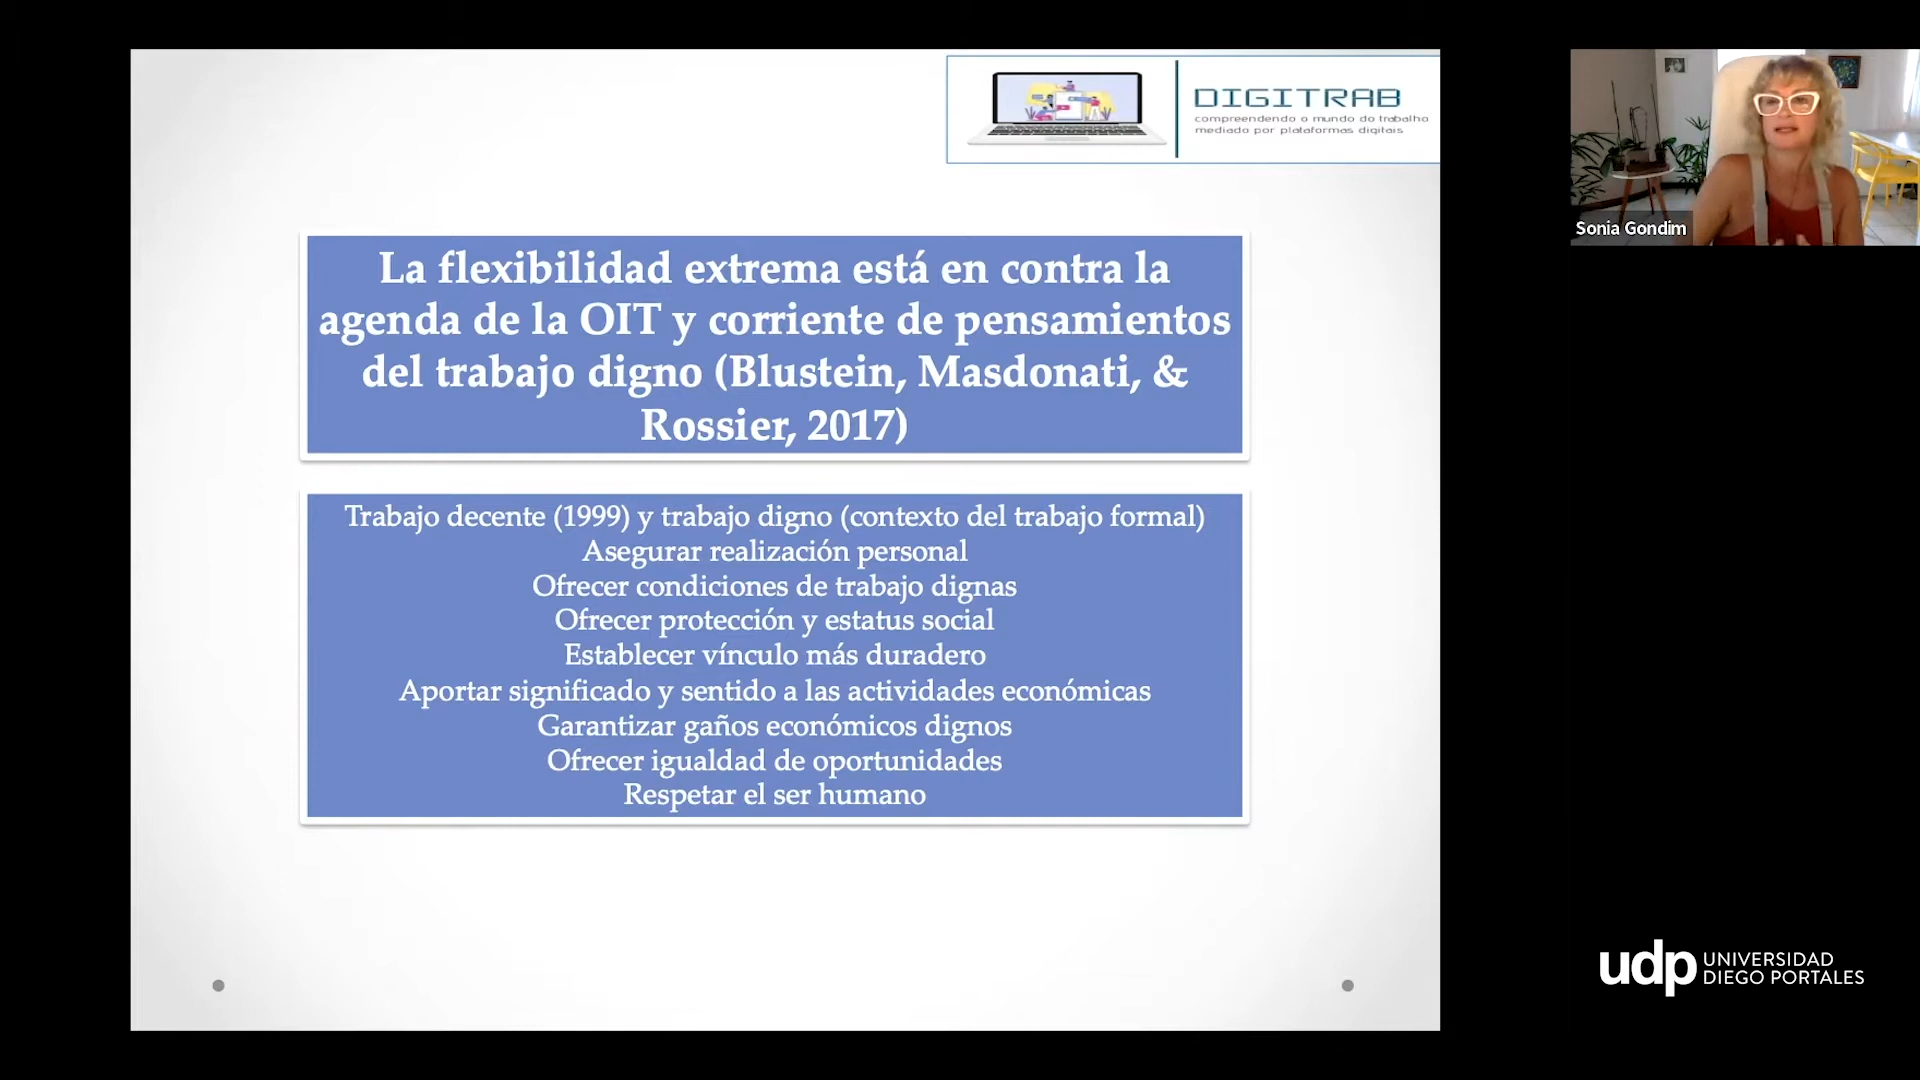 DIGITRAB
compreendendo o mundo do trabalho
mediado por plataformas digitais
Sonia Gondim
La flexibilidad extrema está en contra la
agenda de la OIT y corriente de pensamientos
del trabajo digno (Blustein, Masdonati, &
Rossier, 2017)
Trabajo decente (1999) y trabajo digno (contexto del trabajo formal)
Asegurar realización personal
Ofrecer condiciones de trabajo dignas
Ofrecer protección y estatus social
Establecer vínculo más duradero
Aportar significado y sentido a las actividades económicas
Garantizar gaños económicos dignos
Ofrecer igualdad de oportunidades
Respetar el ser humano
udp UNIVERSIDAD
DIEGO PORTALES